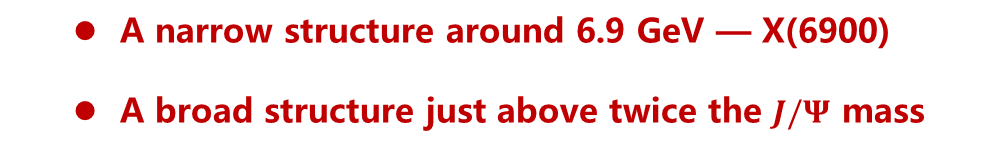 ● A narrow structure around 6.9 GeV — X(6900)
● A broad structure just above twice the J/Ψ mass